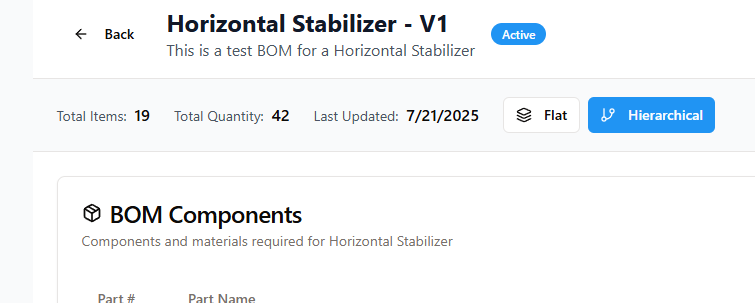 Back
Horizontal Stabilizer - V1
This is a test BOM for a Horizontal Stabilizer
Active
Total Items: 19 Total Quantity: 42 Last Updated: 7/21/2025 Flat Hierarchical
BOM Components
Components and materials required for Horizontal Stabilizer
Part # Part Name